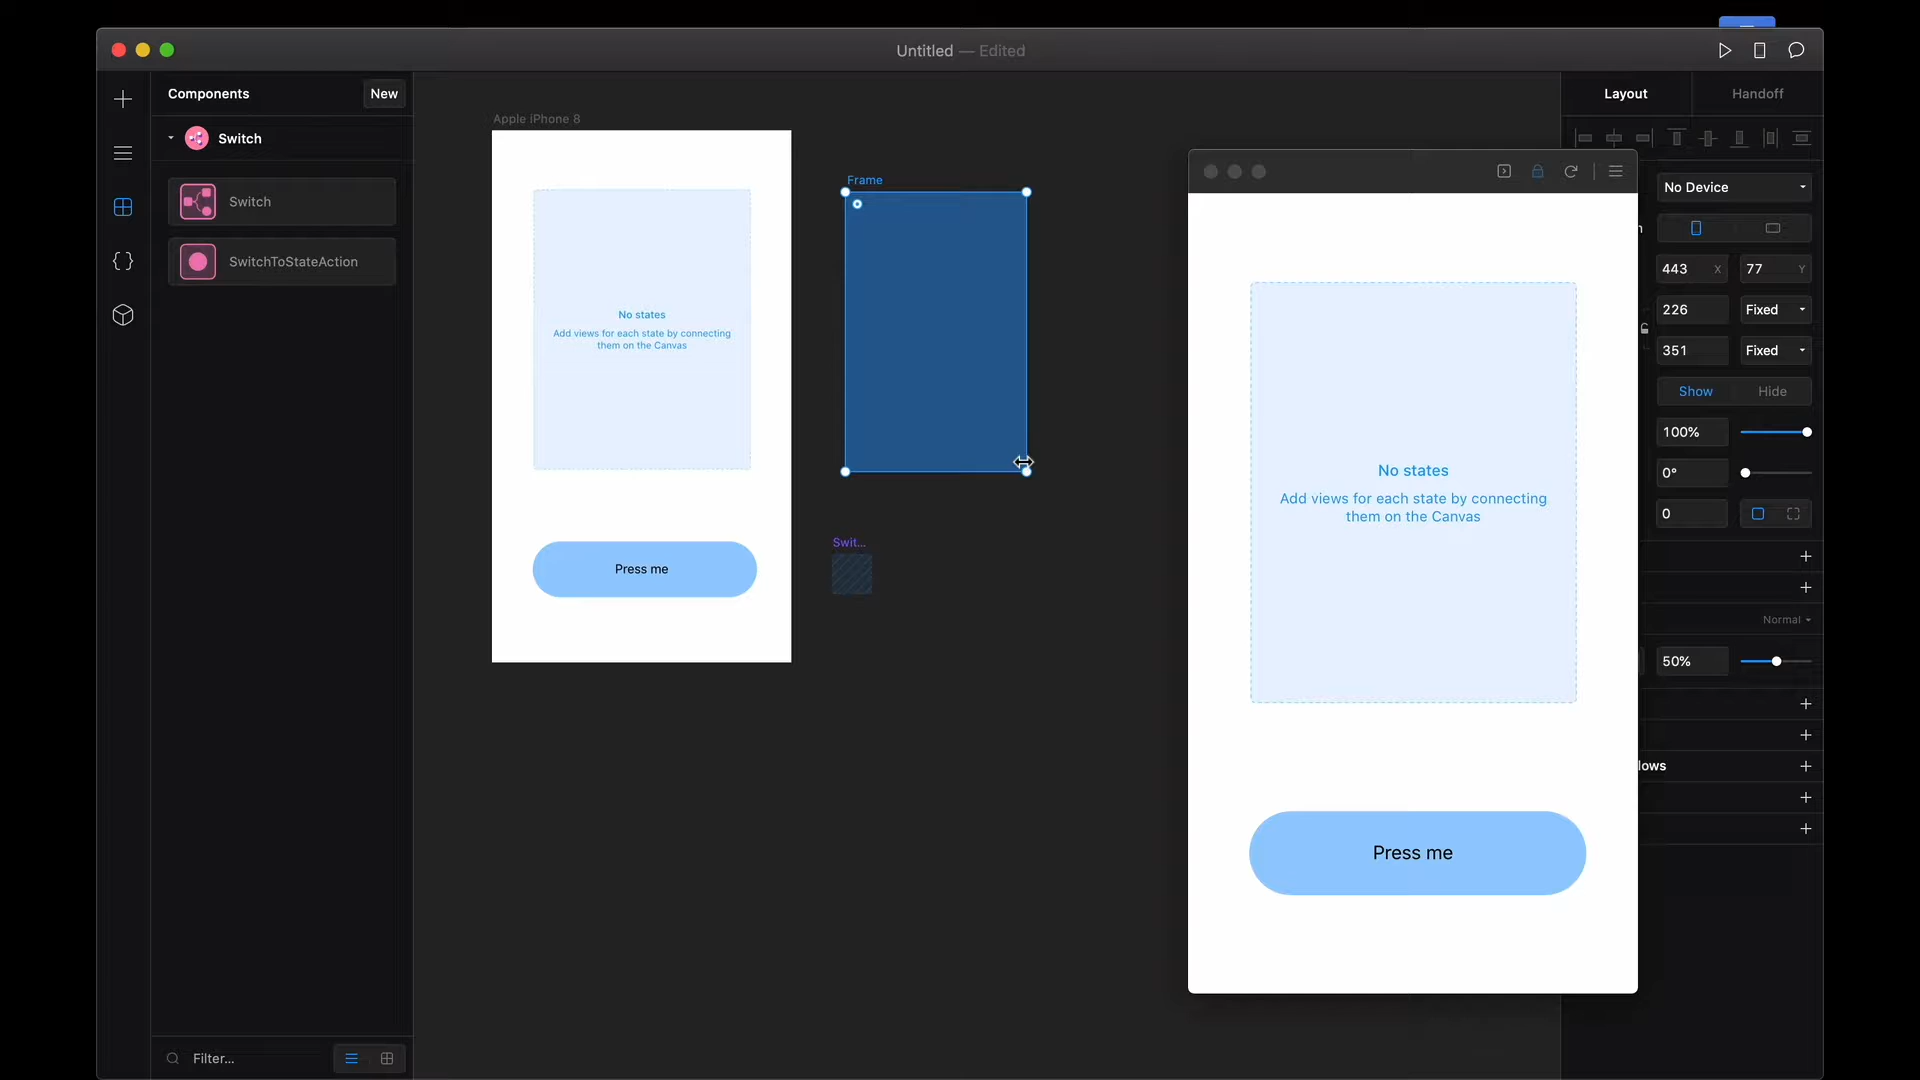 Untitled — Edited
Components
New
Switch
Switch
SwitchToStateAction
Filter...
Apple iPhone 8
No states
Add views for each state by connecting
them on the Canvas
Press me
Frame
Swit...
No states
Add views for each state by connecting
them on the Canvas
Press me
Layout
Handoff
No Device
n
443 X 77 Y
226 Fixed
351 Fixed
Show Hide
100%
0°
0
Normal
50%
lows